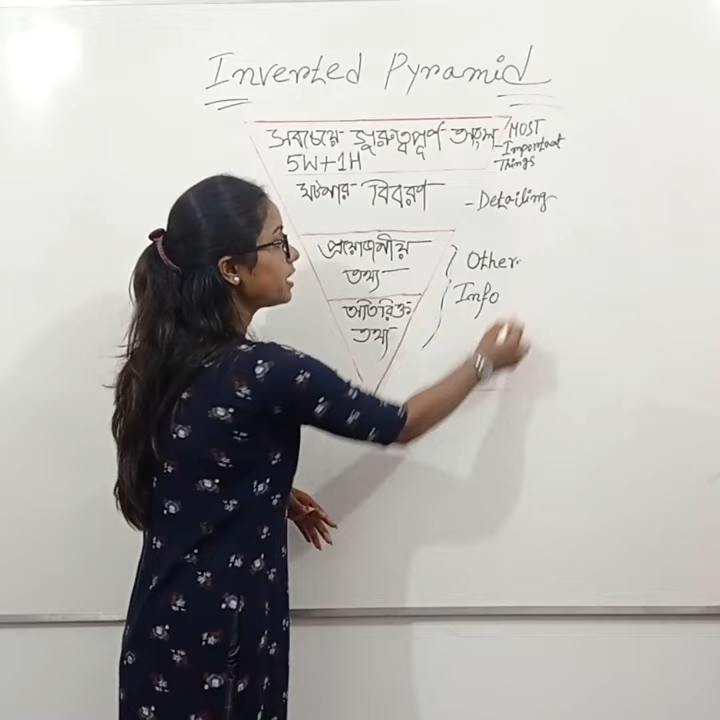 Inverted Pyramid
সবচেয়ে গুরুত্বপূর্ণ অংশ
5W+1H
MOST
Important
Things
ঘটনার বিবরণ
Detailing
প্রয়োজনীয়
তথ্য
Other
Info
অতিরিক্ত
তথ্য